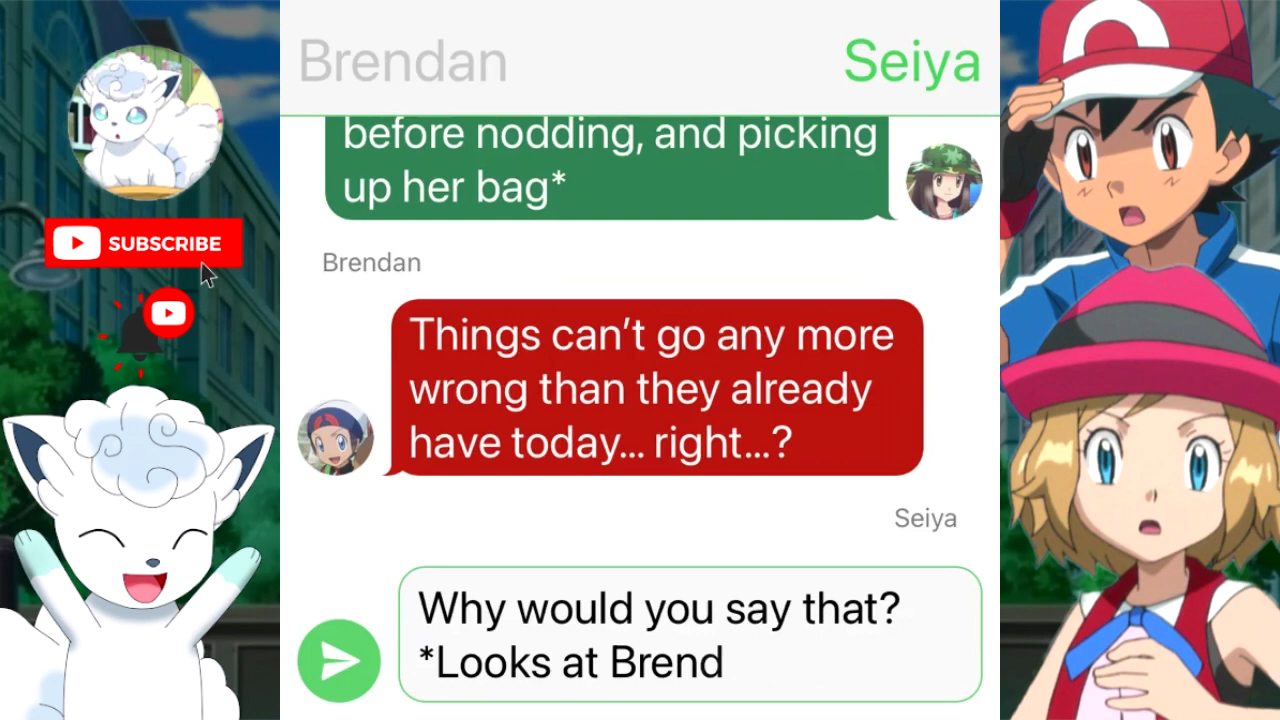 Brendan
Seiya
before nodding, and picking
up her bag*
SUBSCRIBE
Brendan
Things can’t go any more
wrong than they already
have today... right...?
Seiya
Why would you say that?
*Looks at Brend